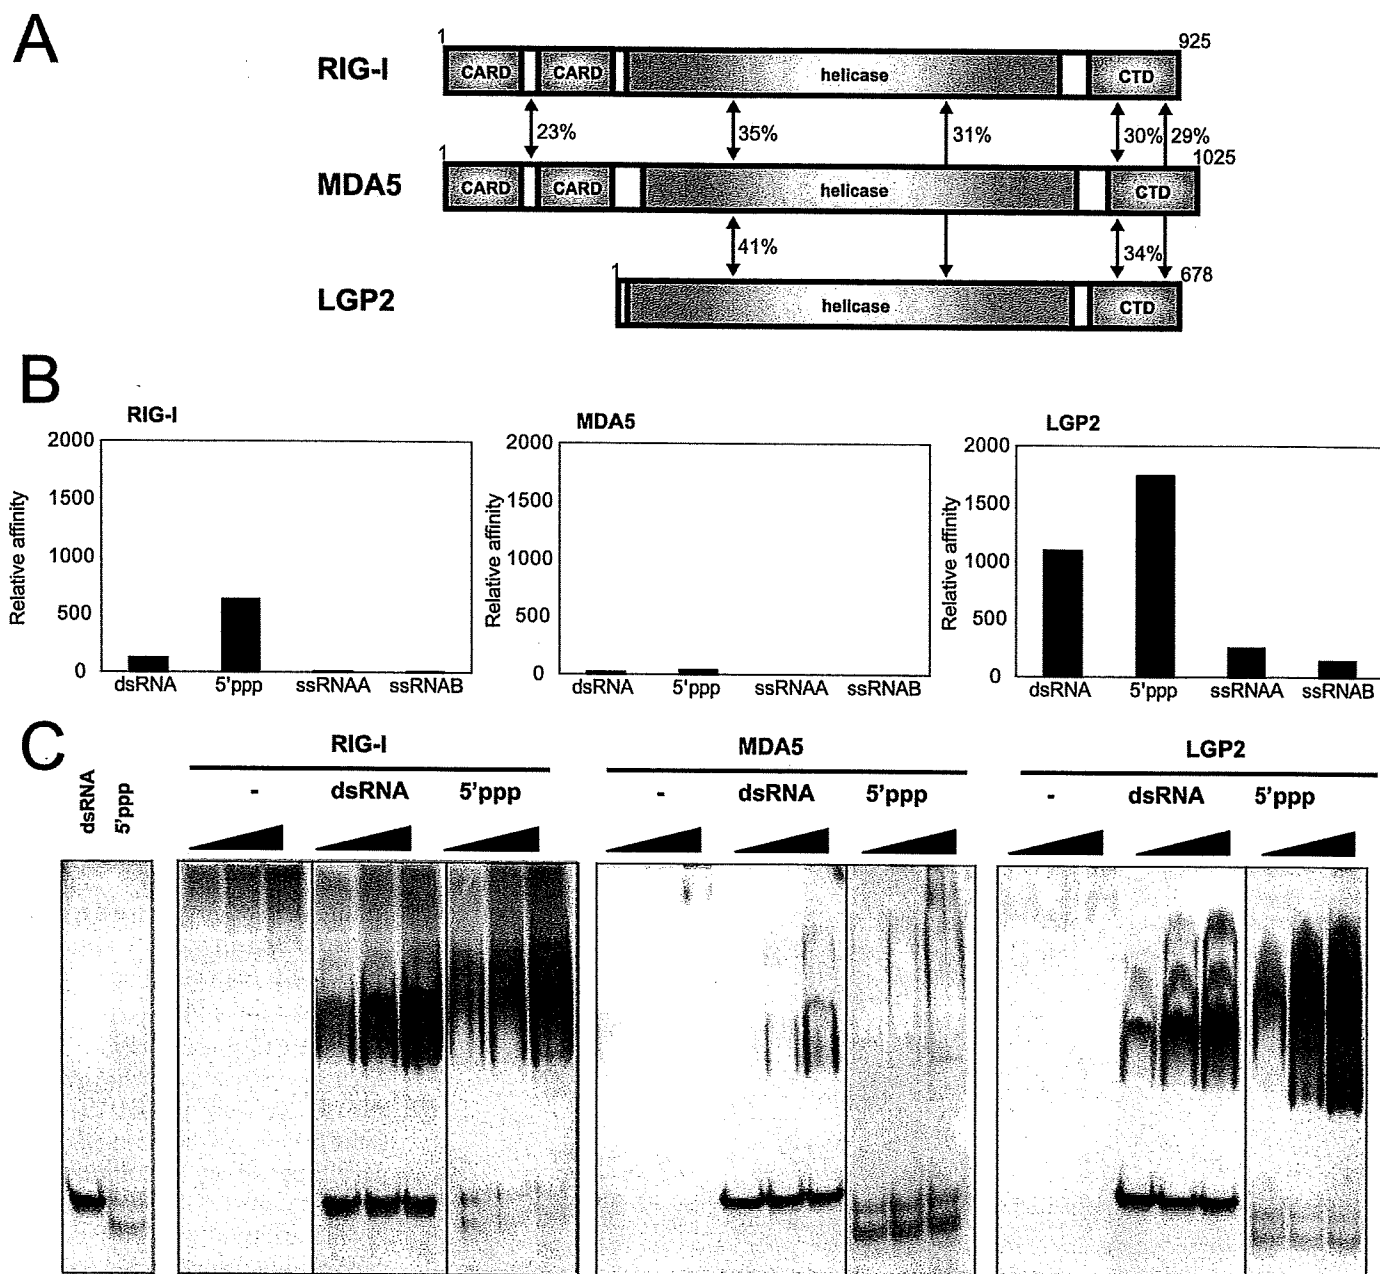 A
1
925
RIG-I
CARD
CARD
helicase
CTD
23%
35%
31%
30%
29%
1
1025
MDA5
CARD
CARD
helicase
CTD
41%
34%
1
678
LGP2
helicase
CTD
B
RIG-I
2000
1500
1000
500
0
Relative affinity
dsRNA 5'ppp ssRNAA ssRNAB
MDA5
2000
1500
1000
500
0
Relative affinity
dsRNA 5'ppp ssRNAA ssRNAB
LGP2
2000
1500
1000
500
0
Relative affinity
dsRNA 5'ppp ssRNAA ssRNAB
C
dsRNA
5'ppp
RIG-I
- dsRNA 5'ppp
MDA5
- dsRNA 5'ppp
LGP2
- dsRNA 5'ppp